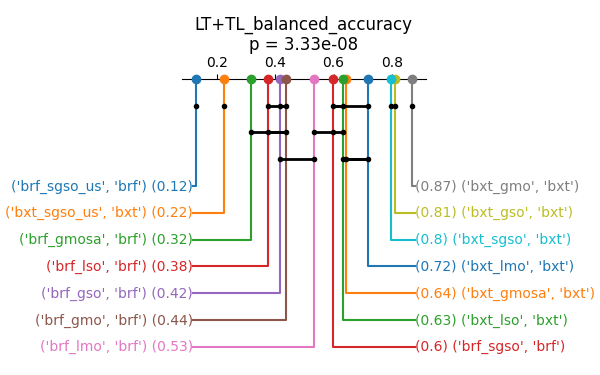 LT+TL_balanced_accuracy
p = 3.33e-08
0.2 0.4 0.6 0.8
('brf_sgso_us', 'brf') (0.12)
(0.87) ('bxt_gmo', 'bxt')
('bxt_sgso_us', 'bxt') (0.22)
(0.81) ('bxt_gso', 'bxt')
('brf_gmosa', 'brf') (0.32)
(0.8) ('bxt_sgso', 'bxt')
('brf_lso', 'brf') (0.38)
(0.72) ('bxt_lmo', 'bxt')
('brf_gso', 'brf') (0.42)
(0.64) ('bxt_gmosa', 'bxt')
('brf_gmo', 'brf') (0.44)
(0.63) ('bxt_lso', 'bxt')
('brf_lmo', 'brf') (0.53)
(0.6) ('brf_sgso', 'brf')